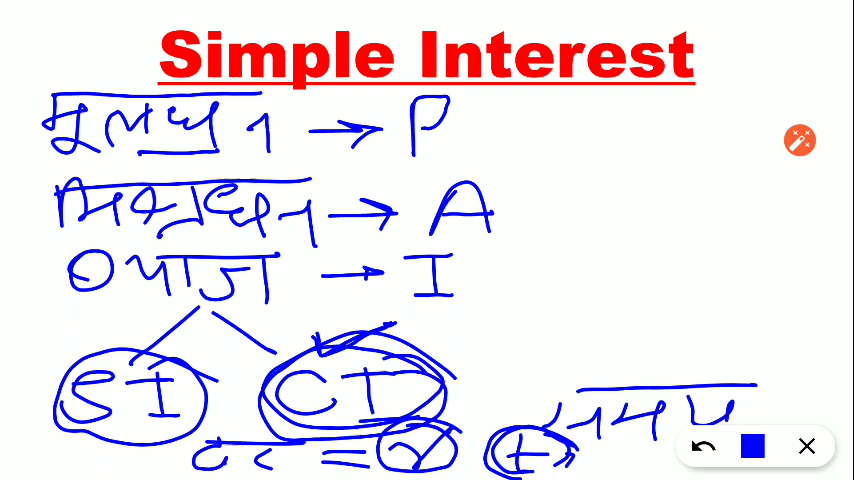 Simple Interest
मूलधन → P
मिश्रधन → A
ब्याज → I
SI CI
दर = r t → समय